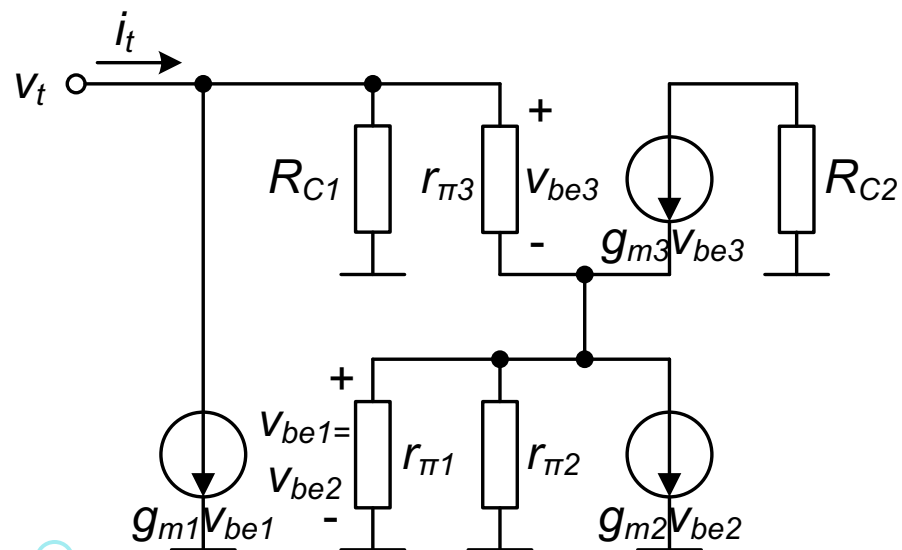 i_t
v_t
R_C1
r_π3
+
v_be3
-
R_C2
g_m3v_be3
+
v_be1=
v_be2
-
r_π1
r_π2
g_m1v_be1
g_m2v_be2